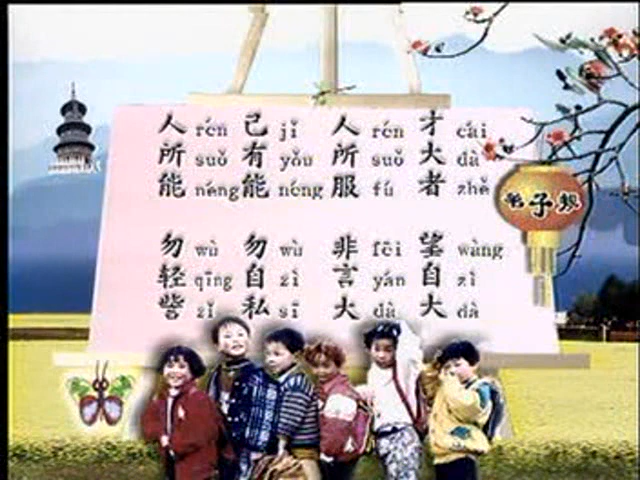 才 cái 大 dà 者 zhě
望 wàng 自 zì 大 dà
人 rén 所 suǒ 服 fú
非 fēi 言 yán 大 dà
己 jǐ 有 yǒu 能 néng
勿 wù 自 zì 私 sī
人 rén 所 suǒ 能 néng
勿 wù 轻 qīng 訾 zǐ
弟子规